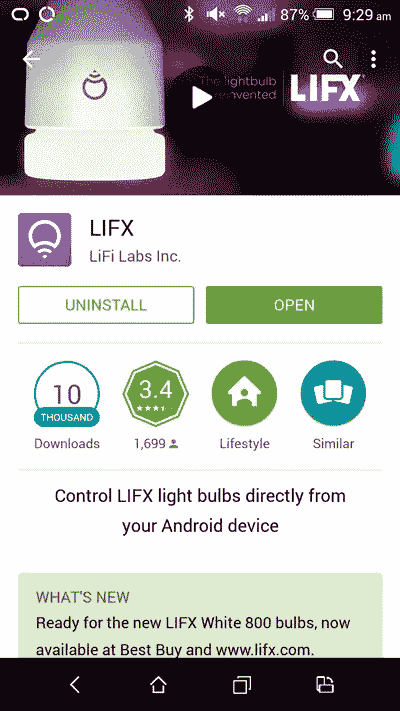 87% 9:29 am
The lightbulb
reinvented
LIFX
LIFX
LiFi Labs Inc.
UNINSTALL
OPEN
10
THOUSAND
3.4
Downloads
1,699
Lifestyle
Similar
Control LIFX light bulbs directly from
your Android device
WHAT'S NEW
Ready for the new LIFX White 800 bulbs, now
available at Best Buy and www.lifx.com.